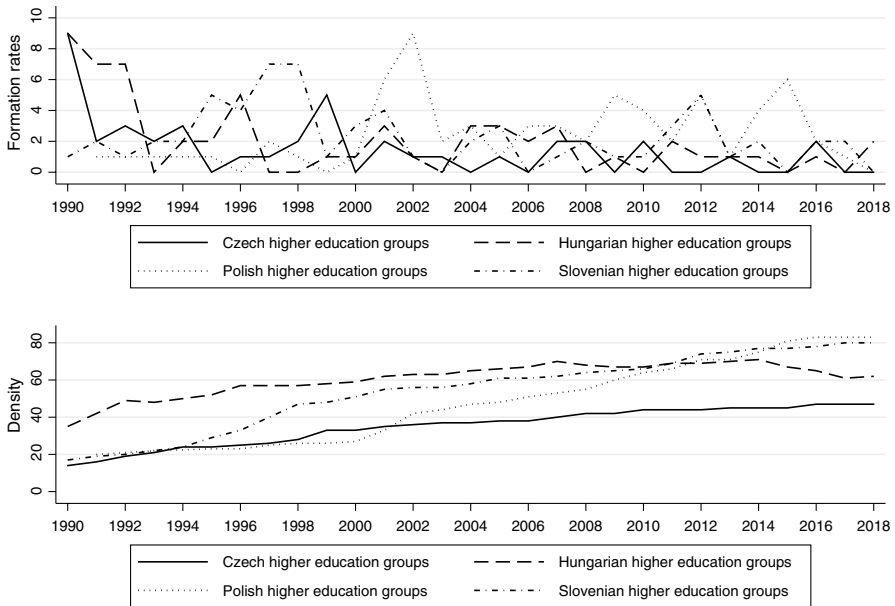 Formation rates
10
8
6
4
2
0
1990 1992 1994 1996 1998 2000 2002 2004 2006 2008 2010 2012 2014 2016 2018
Czech higher education groups Hungarian higher education groups
Polish higher education groups Slovenian higher education groups
Density
80
60
40
20
0
1990 1992 1994 1996 1998 2000 2002 2004 2006 2008 2010 2012 2014 2016 2018
Czech higher education groups Hungarian higher education groups
Polish higher education groups Slovenian higher education groups